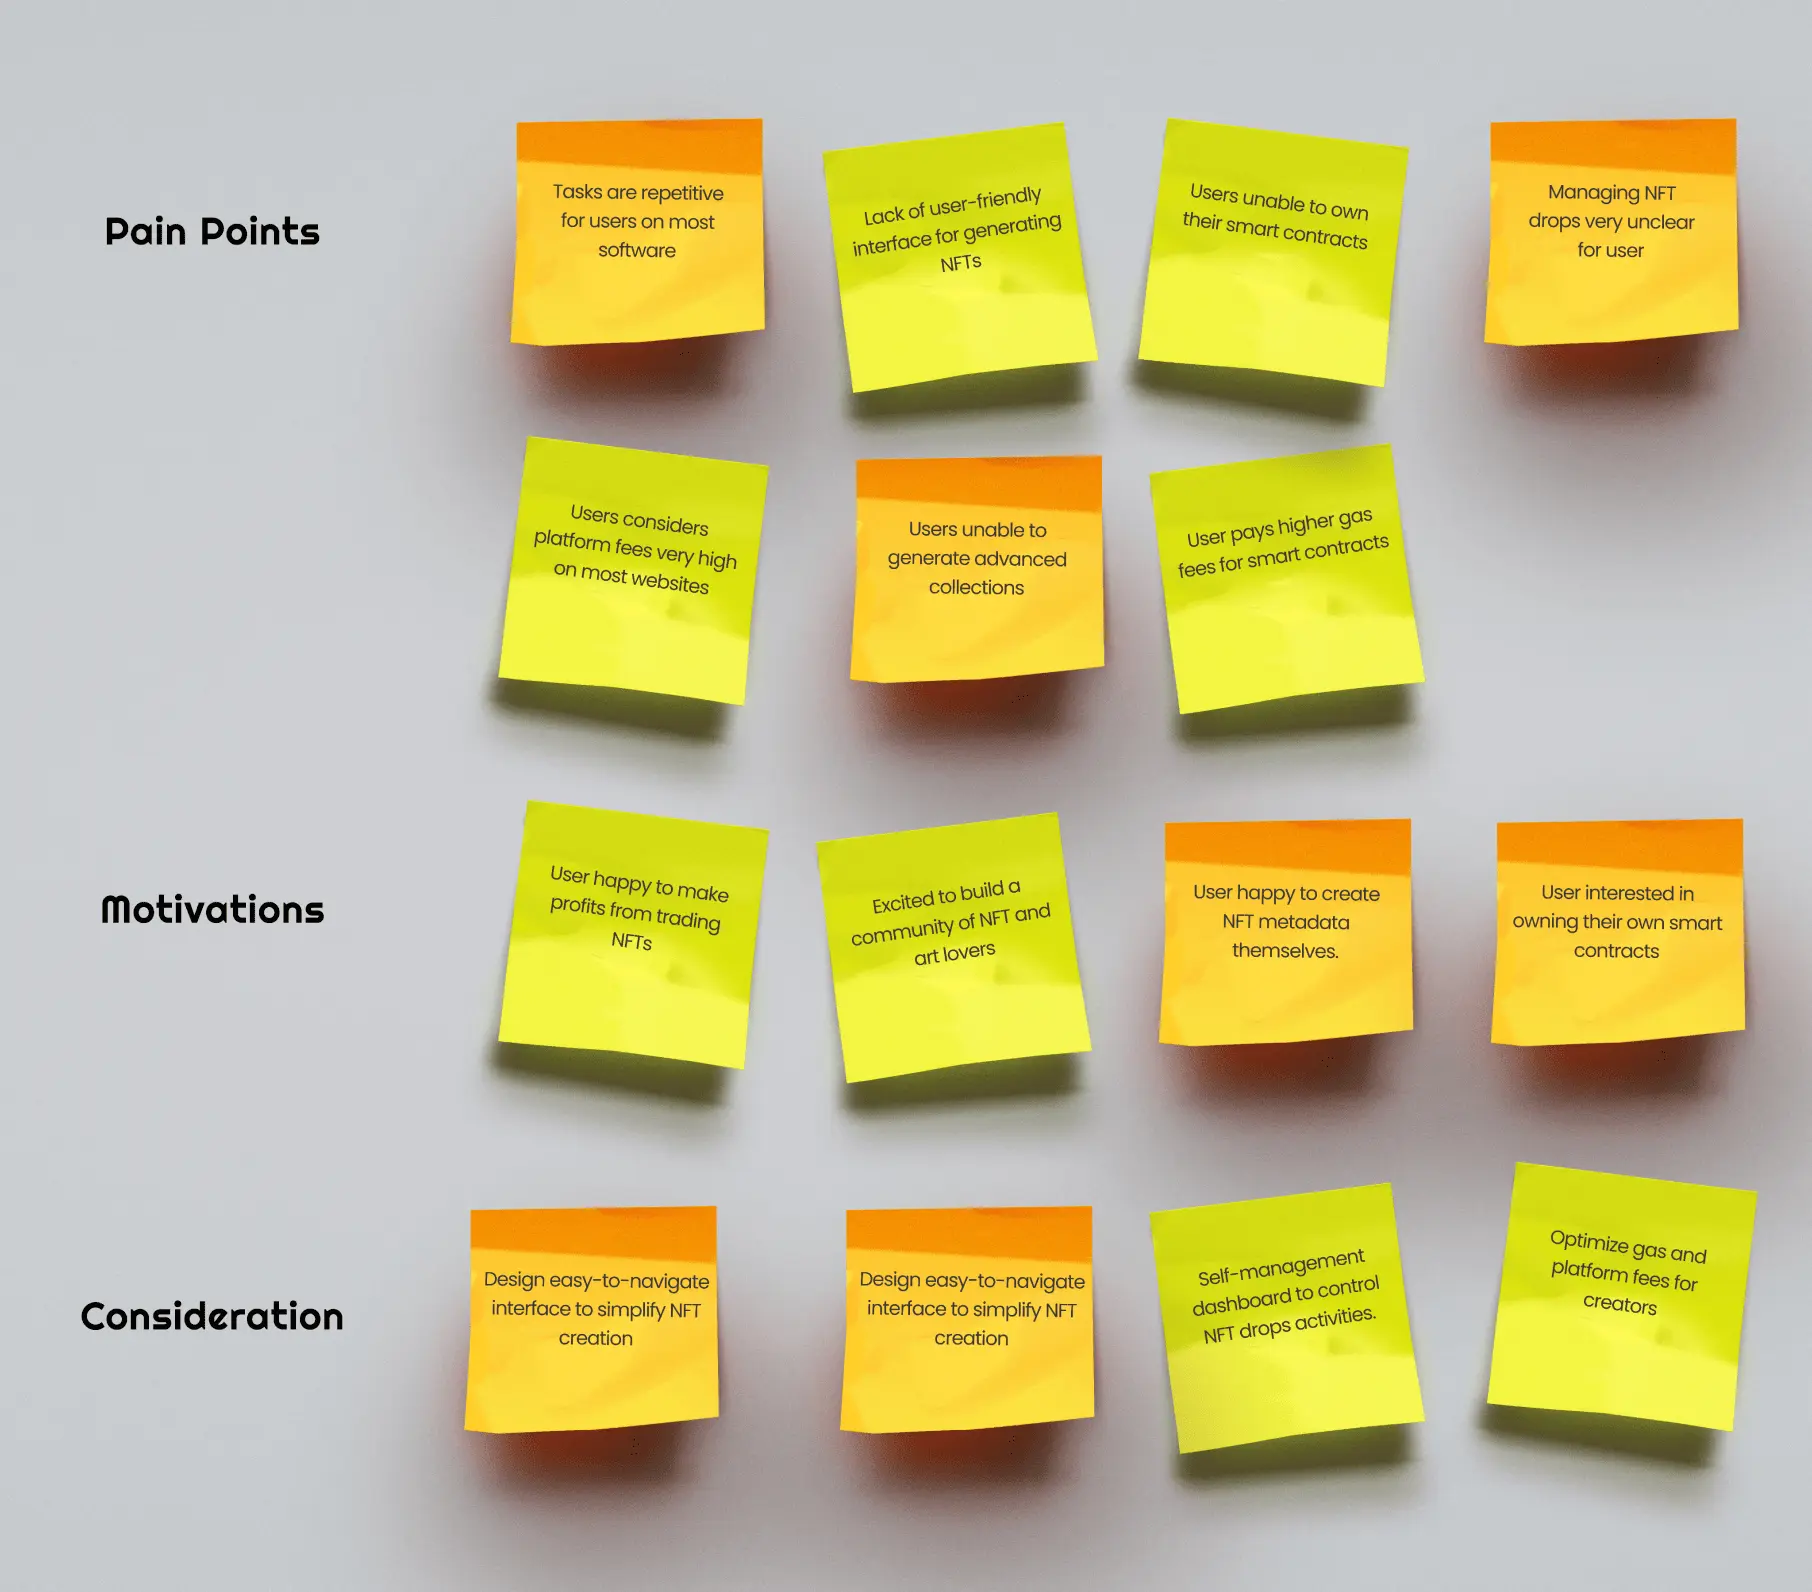 Pain Points
Tasks are repetitive
for users on most
software
Lack of user-friendly
interface for generating
NFTs
Users unable to own
their smart contracts
Managing NFT
drops very unclear
for user
Users considers
platform fees very high
on most websites
Users unable to
generate advanced
collections
User pays higher gas
fees for smart contracts
Motivations
User happy to make
profits from trading
NFTs
Excited to build a
community of NFT and
art lovers
User happy to create
NFT metadata
themselves.
User interested in
owning their own smart
contracts
Consideration
Design easy-to-navigate
interface to simplify NFT
creation
Design easy-to-navigate
interface to simplify NFT
creation
Self-management
dashboard to control
NFT drops activities.
Optimize gas and
platform fees for
creators